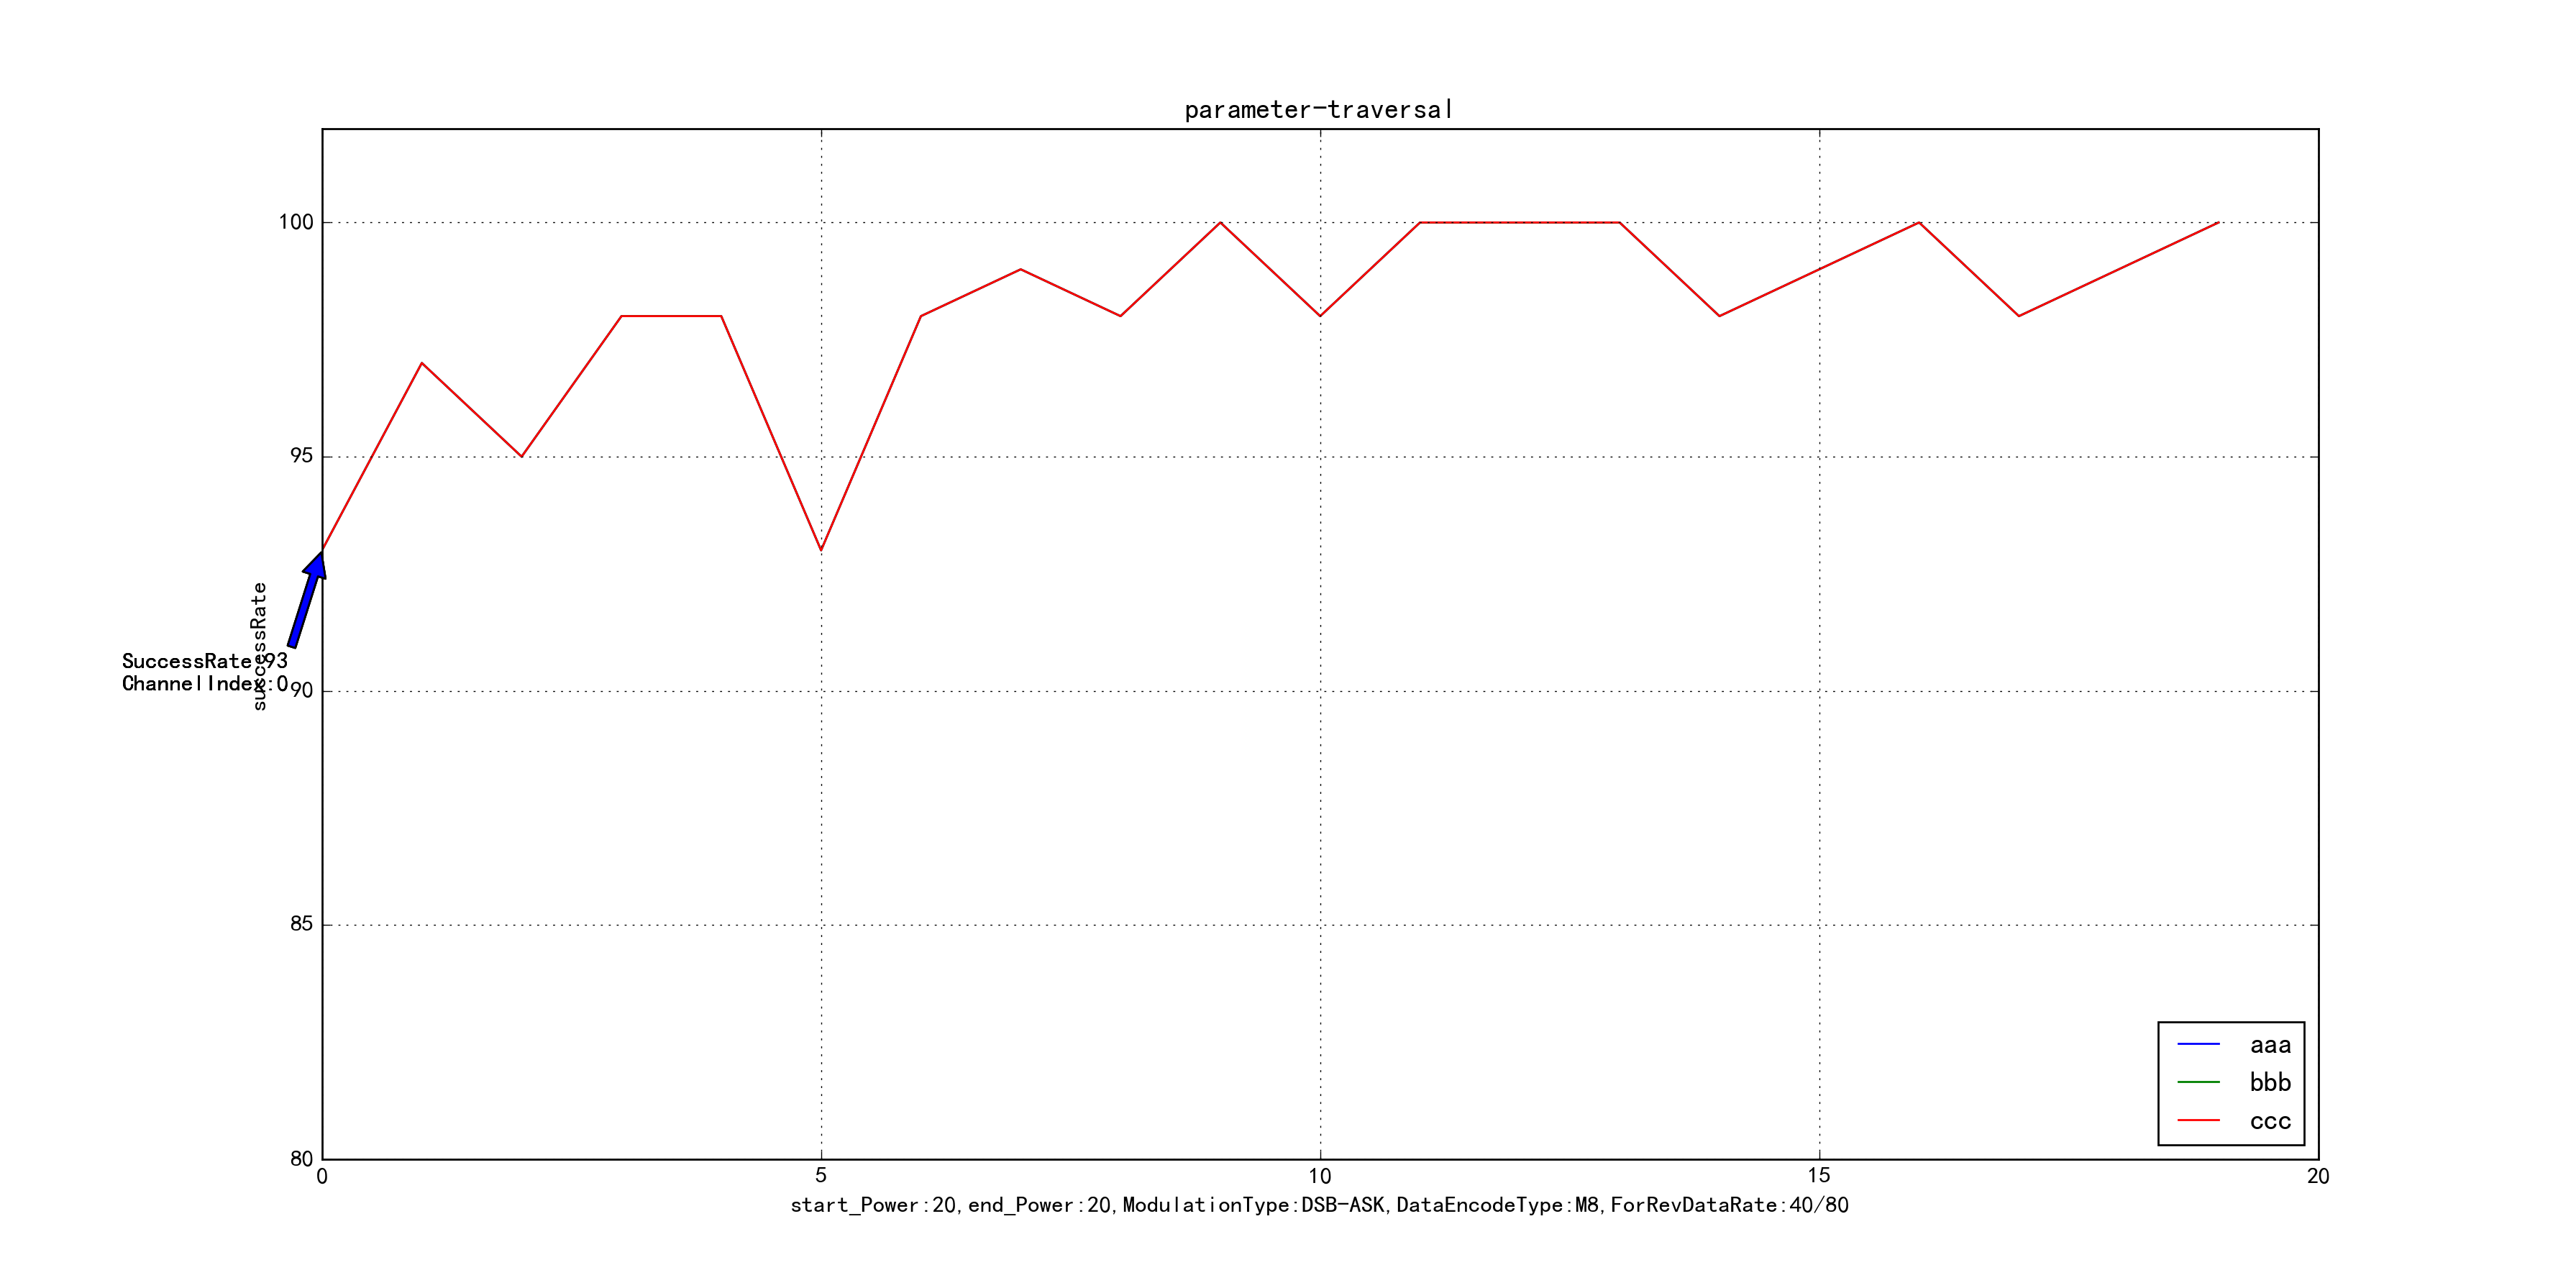 parameter-traversal
100
95
90
85
80
successRate
SuccessRate:93
ChannelIndex:0
0
5
10
15
20
start_Power:20,end_Power:20,ModulationType:DSB-ASK,DataEncodeType:M8,ForRevDataRate:40/80
aaa
bbb
ccc